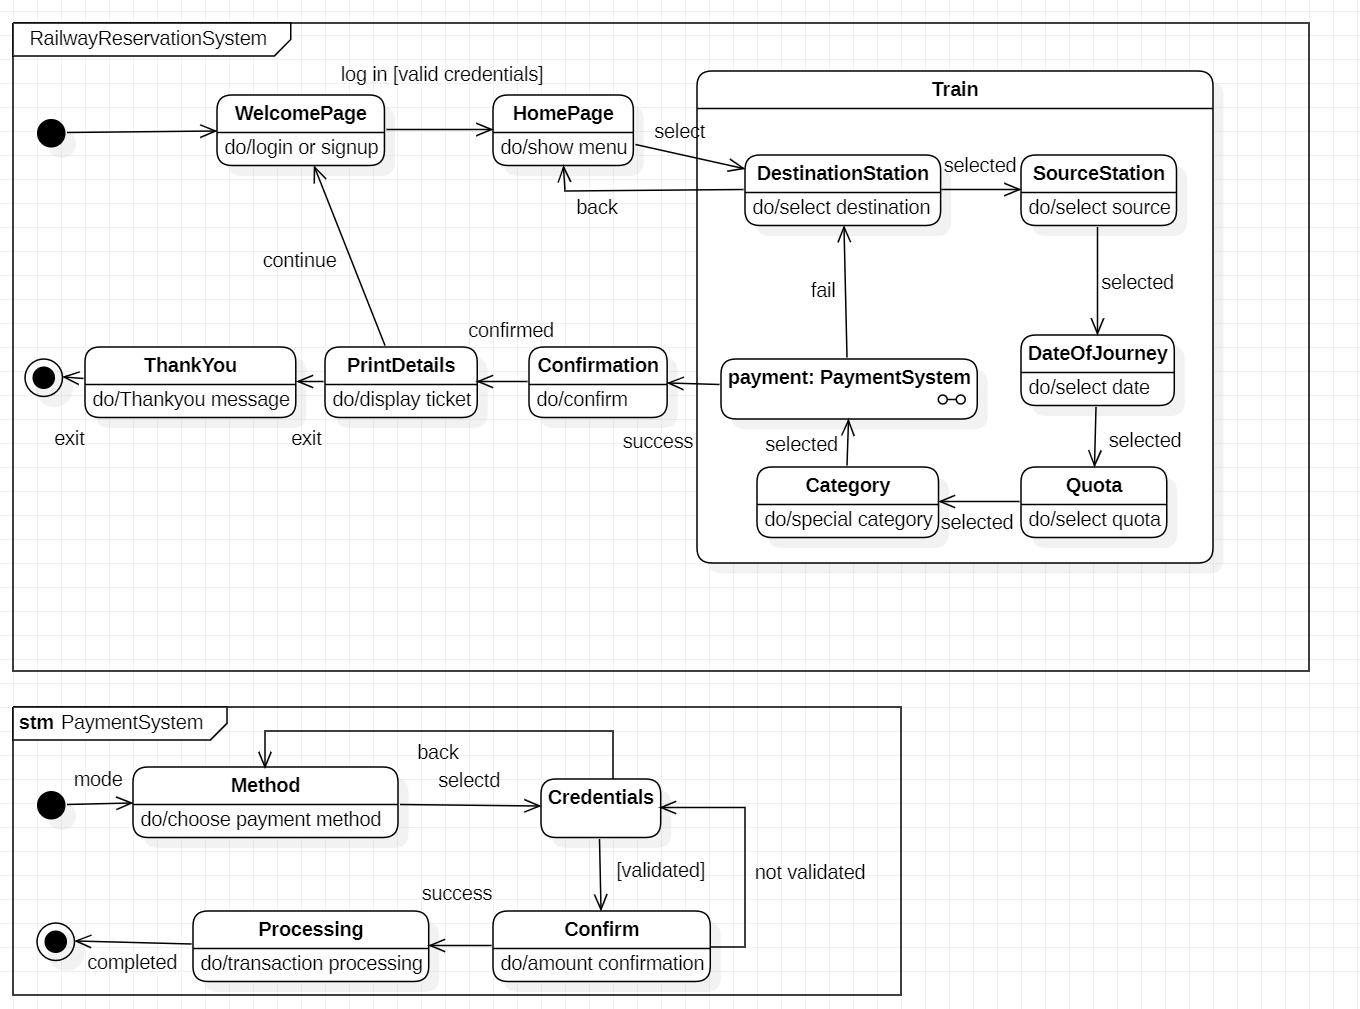 RailwayReservationSystem
log in [valid credentials]
Train
WelcomePage
do/login or signup
HomePage
do/show menu
select
DestinationStation
do/select destination
selected
SourceStation
do/select source
back
continue
fail
selected
confirmed
ThankYou
do/Thankyou message
PrintDetails
do/display ticket
Confirmation
do/confirm
payment: PaymentSystem
DateOfJourney
do/select date
exit
exit
success
selected
selected
Category
do/special category
selected
Quota
do/select quota
stm PaymentSystem
mode
back
selectd
Method
do/choose payment method
Credentials
[validated]
not validated
success
Processing
do/transaction processing
Confirm
do/amount confirmation
completed